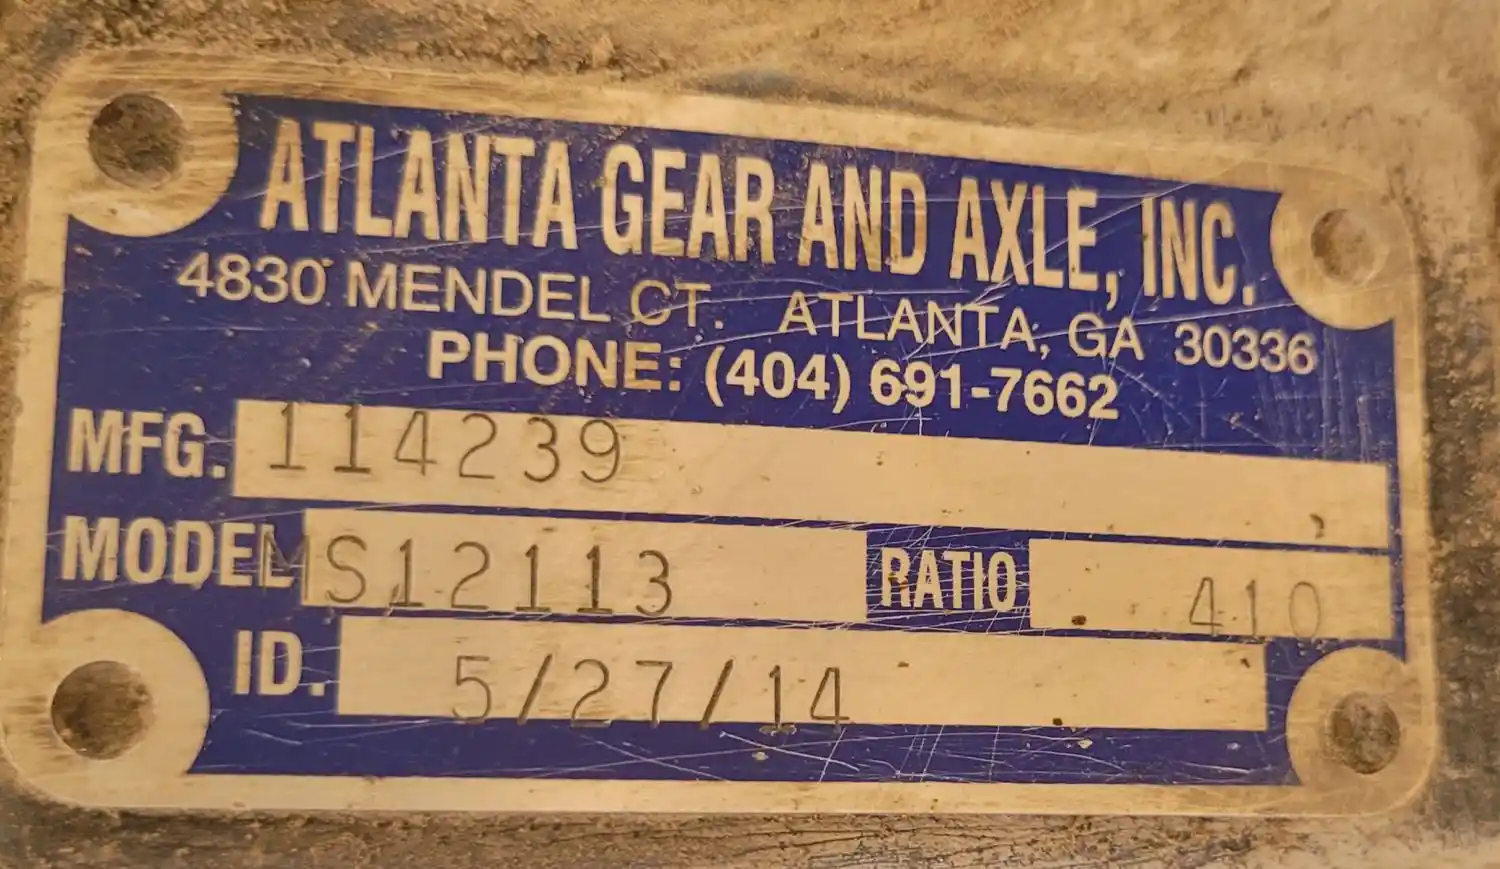 ATLANTA GEAR AND AXLE, INC.
4830 MENDEL CT. ATLANTA, GA 30336
PHONE: (404) 691-7662
MFG. 114239
MODEL MS12113 RATIO 410
ID. 5/27/14